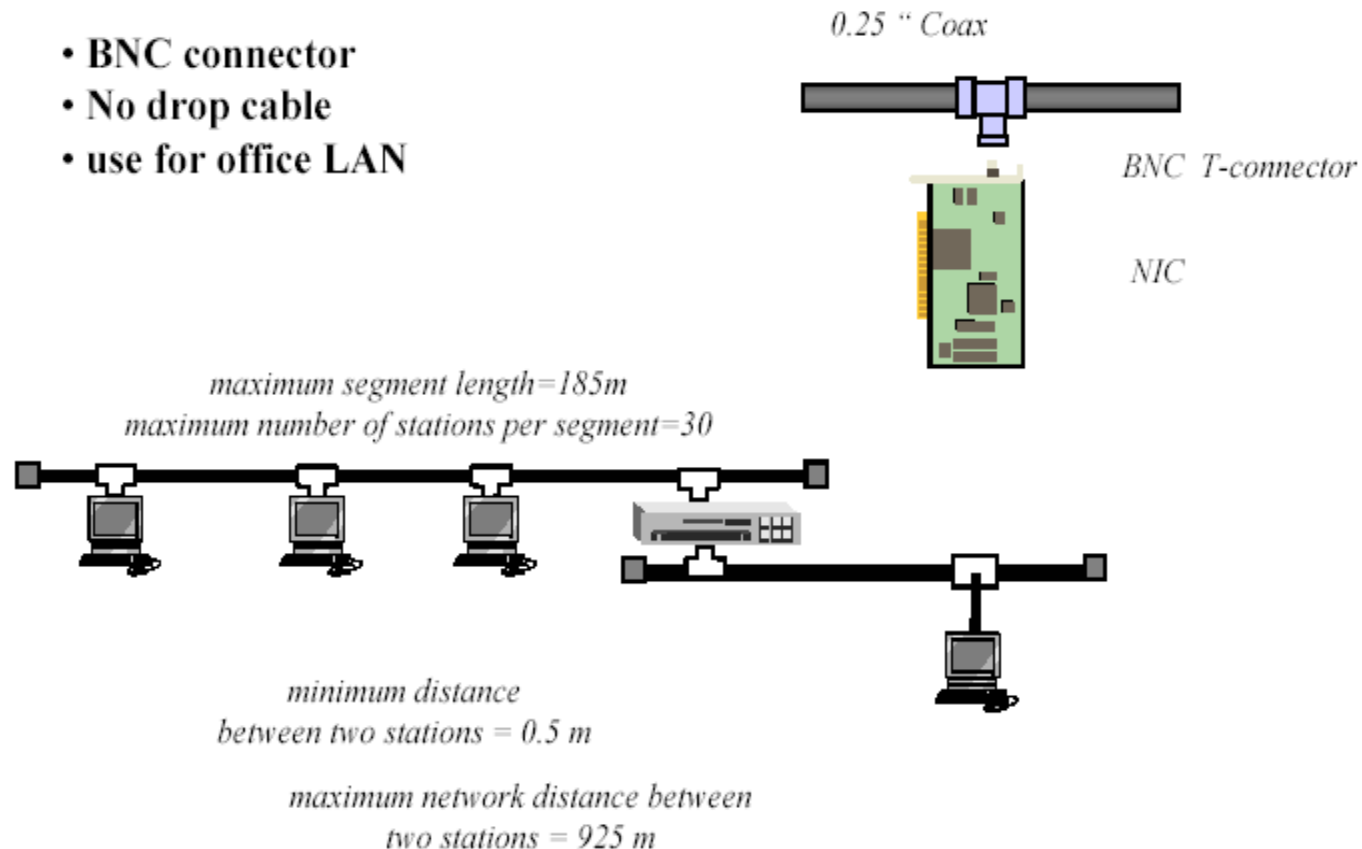 • BNC connector
• No drop cable
• use for office LAN
0.25 “ Coax
BNC T-connector
NIC
maximum segment length=185m
maximum number of stations per segment=30
minimum distance
between two stations = 0.5 m
maximum network distance between
two stations = 925 m